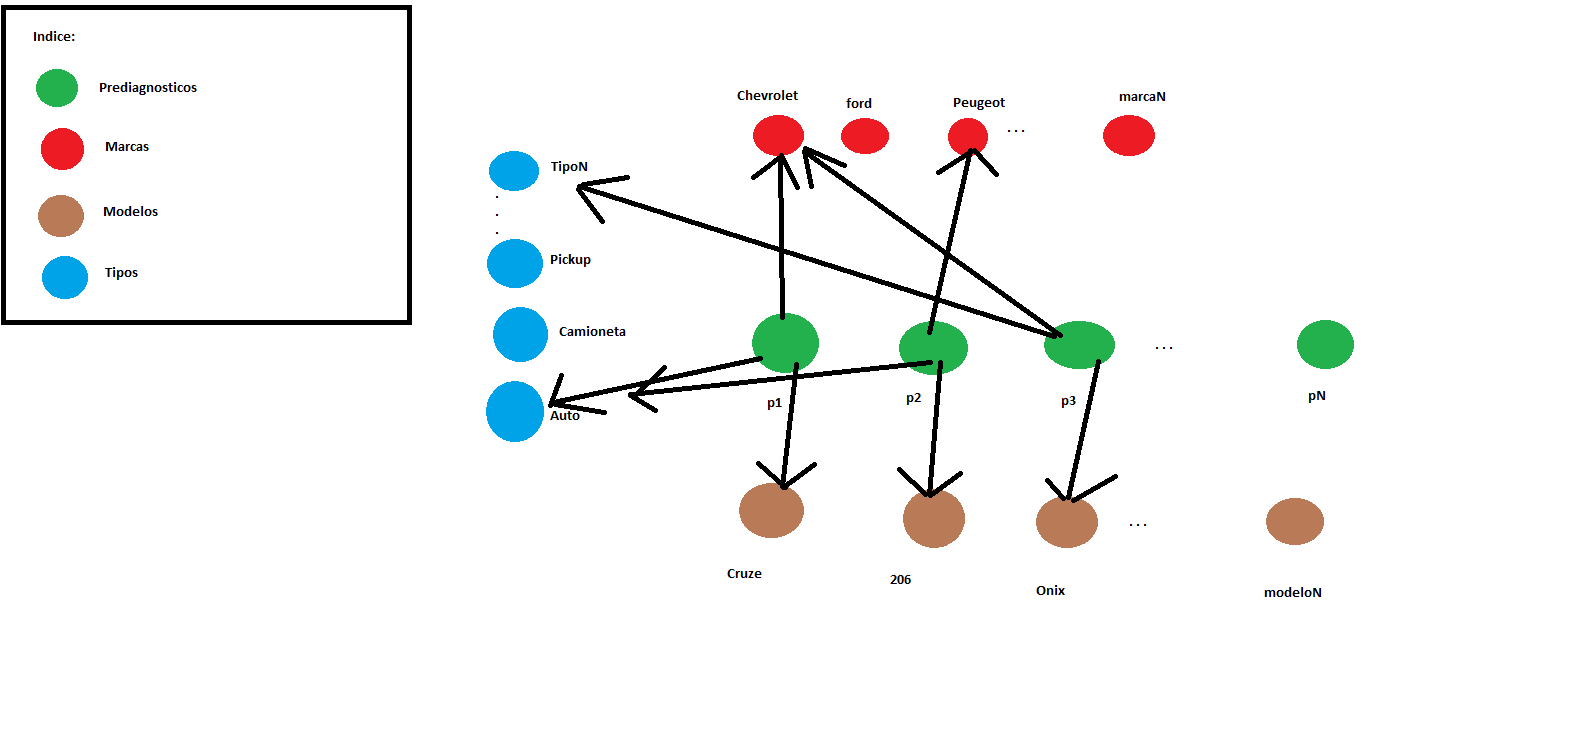 Indice:
Prediagnosticos
Marcas
Modelos
Tipos
Chevrolet
ford
Peugeot
...
marcaN
TipoN
.
.
.
Pickup
Camioneta
Auto
p1
p2
p3
...
pN
Cruze
206
Onix
...
modeloN